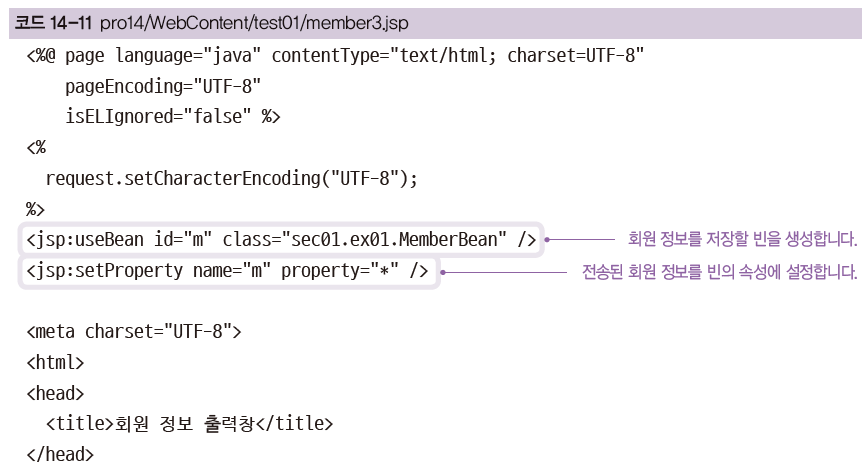 코드 14-11 pro14/WebContent/test01/member3.jsp
<%@ page language="java" contentType="text/html; charset=UTF-8"
    pageEncoding="UTF-8"
    isELIgnored="false" %>
<%
  request.setCharacterEncoding("UTF-8");
%>
<jsp:useBean id="m" class="sec01.ex01.MemberBean" /> 회원 정보를 저장할 빈을 생성합니다.
<jsp:setProperty name="m" property="*" /> 전송된 회원 정보를 빈의 속성에 설정합니다.
<meta charset="UTF-8">
<html>
<head>
  <title>회원 정보 출력창</title>
</head>